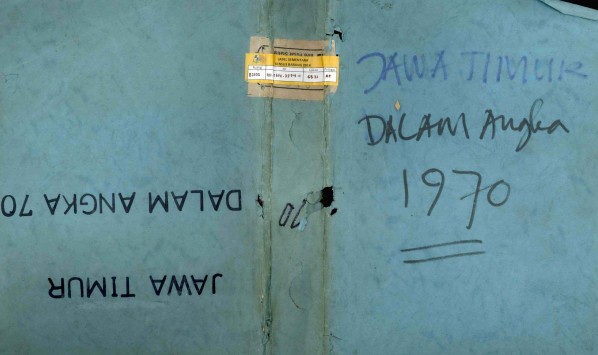 JAWA TIMUR
DALAM Angka
1970
70
JAWA TIMUR
DALAM ANGKA 70